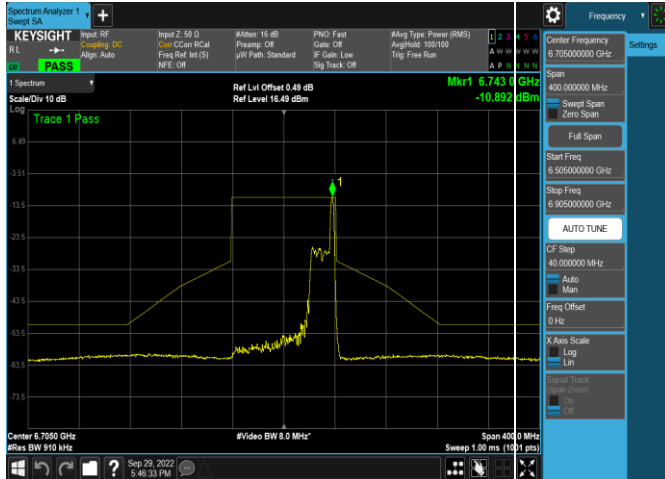 Spectrum Analyzer 1
Swept SA
+
Frequency
KEYSIGHT
Input: RF
Input Z: 50 Ω
#Atten: 16 dB
PNO: Fast
#Avg Type: Power (RMS)
1 2 3 4 5 6
RL
Coupling: DC
Corr CCorr RCal
Preamp: Off
Gate: Off
Avg|Hold: 100/100
A W W W W W
Align: Auto
Freq Ref: Int (S)
µW Path: Standard
IF Gain: Low
Trig: Free Run
PASS
NFE: Off
Sig Track: Off
A P N N N N
1 Spectrum
Ref Lvl Offset 0.49 dB
Mkr1 6.743 0 GHz
Scale/Div 10 dB
Ref Level 16.49 dBm
-10.892 dBm
Log
Trace 1 Pass
1
6.49
-3.51
-13.5
-23.5
-33.5
-43.5
-53.5
-63.5
-73.5
Center 6.7050 GHz
#Video BW 8.0 MHz*
Span 400.0 MHz
#Res BW 910 kHz
Sweep 1.00 ms (1001 pts)
Sep 29, 2022
5:46:33 PM
Settings
Center Frequency
6.705000000 GHz
Span
400.000000 MHz
Swept Span
Zero Span
Full Span
Start Freq
6.505000000 GHz
Stop Freq
6.905000000 GHz
AUTO TUNE
CF Step
40.000000 MHz
Auto
Man
Freq Offset
0 Hz
X Axis Scale
Log
Lin
Signal Track
(Span Zoom)
On
Off